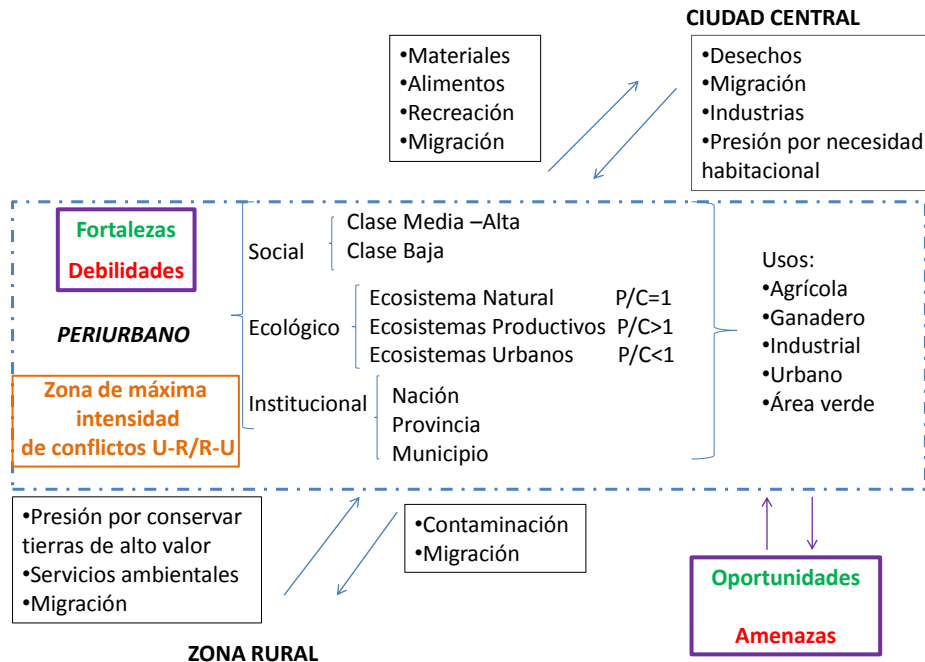 CIUDAD CENTRAL
•Materiales
•Alimentos
•Recreación
•Migración
•Desechos
•Migración
•Industrias
•Presión por necesidad
habitacional
Fortalezas
Debilidades
PERIURBANO
Zona de máxima
intensidad
de conflictos U-R/R-U
Social
Clase Media –Alta
Clase Baja
Ecológico
Ecosistema Natural P/C=1
Ecosistemas Productivos P/C>1
Ecosistemas Urbanos P/C<1
Institucional
Nación
Provincia
Municipio
Usos:
•Agrícola
•Ganadero
•Industrial
•Urbano
•Área verde
•Presión por conservar
tierras de alto valor
•Servicios ambientales
•Migración
•Contaminación
•Migración
Oportunidades
Amenazas
ZONA RURAL